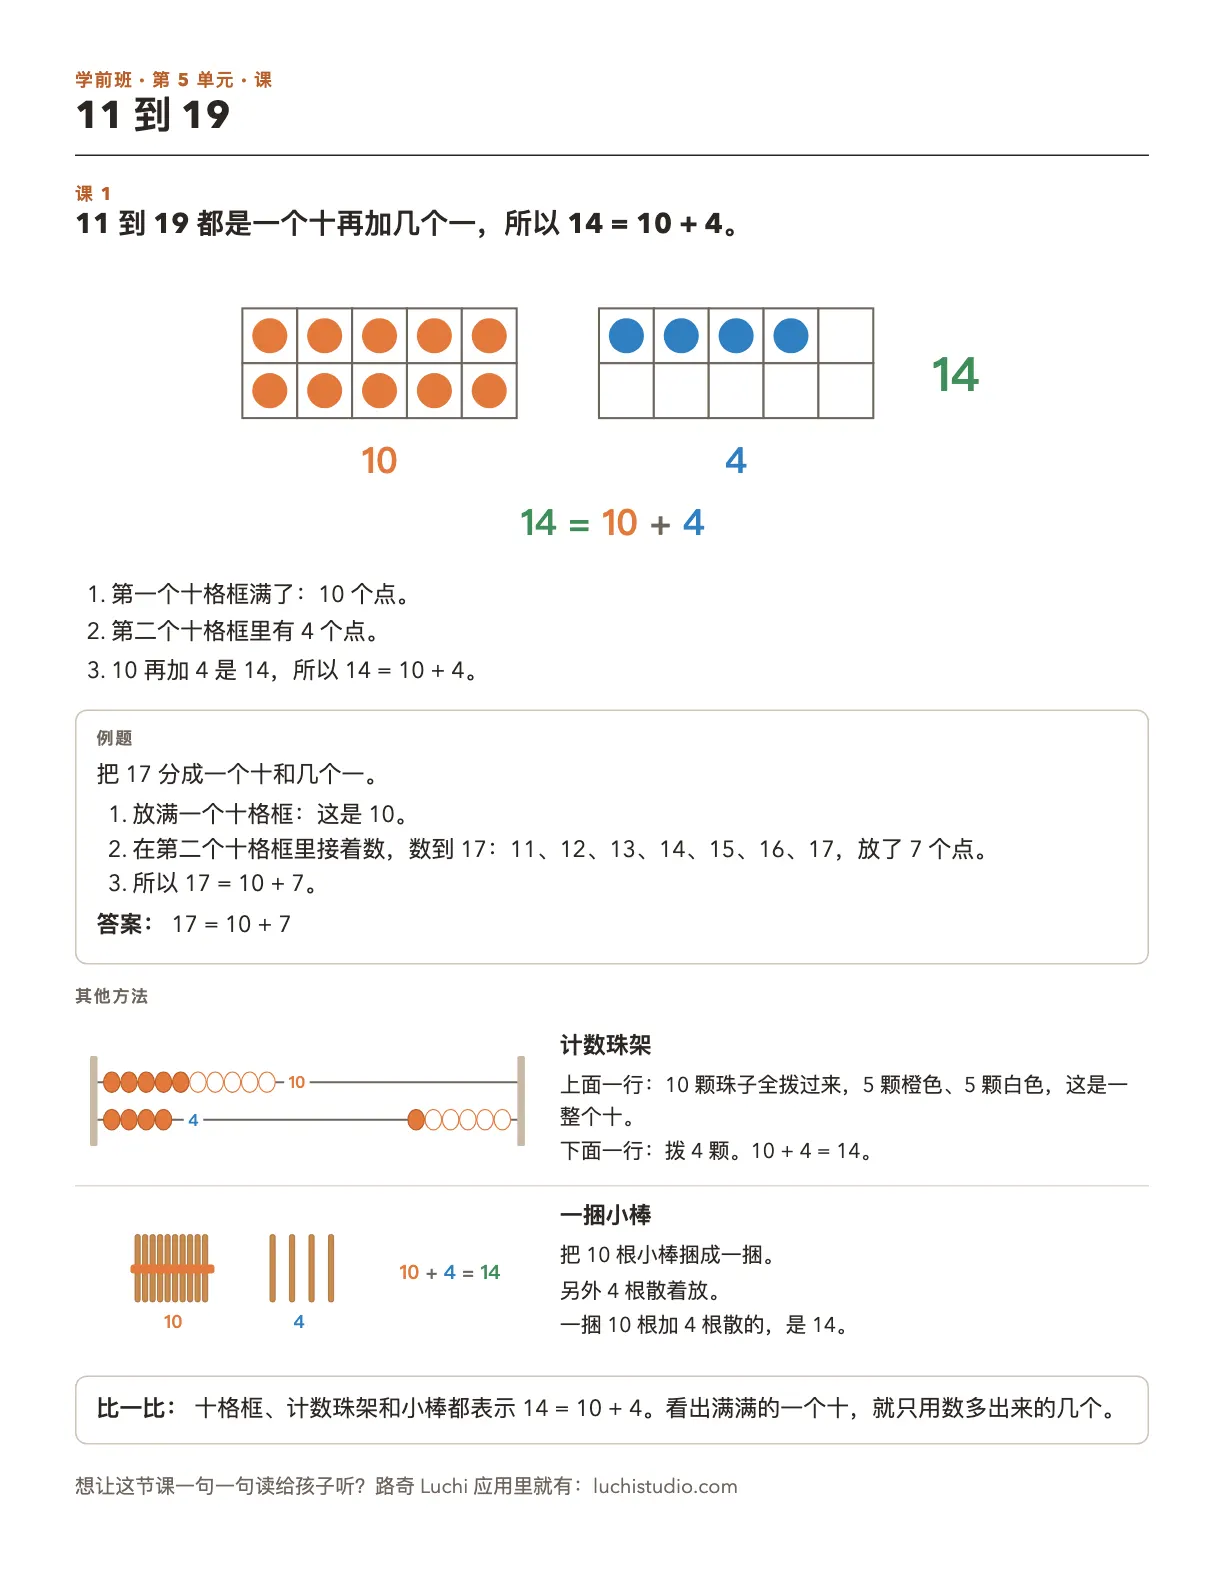 学前班 · 第 5 单元 · 课
11 到 19
课 1
11 到 19 都是一个十再加几个一，所以 14 = 10 + 4。
14
10
4
14 = 10 + 4
1. 第一个十格框满了：10 个点。
2. 第二个十格框里有 4 个点。
3. 10 再加 4 是 14，所以 14 = 10 + 4。
例题
把 17 分成一个十和几个一。
1. 放满一个十格框：这是 10。
2. 在第二个十格框里接着数，数到 17：11、12、13、14、15、16、17，放了 7 个点。
3. 所以 17 = 10 + 7。
答案： 17 = 10 + 7
其他方法
10
4
计数珠架
上面一行：10 颗珠子全拨过来，5 颗橙色、5 颗白色，这是一
整个十。
下面一行：拨 4 颗。10 + 4 = 14。
10
4
10 + 4 = 14
一捆小棒
把 10 根小棒捆成一捆。
另外 4 根散着放。
一捆 10 根加 4 根散的，是 14。
比一比： 十格框、计数珠架和小棒都表示 14 = 10 + 4。看出满满的一个十，就只用数多出来的几个。
想让这节课一句一句读给孩子听？路奇 Luchi 应用里就有：luchistudio.com